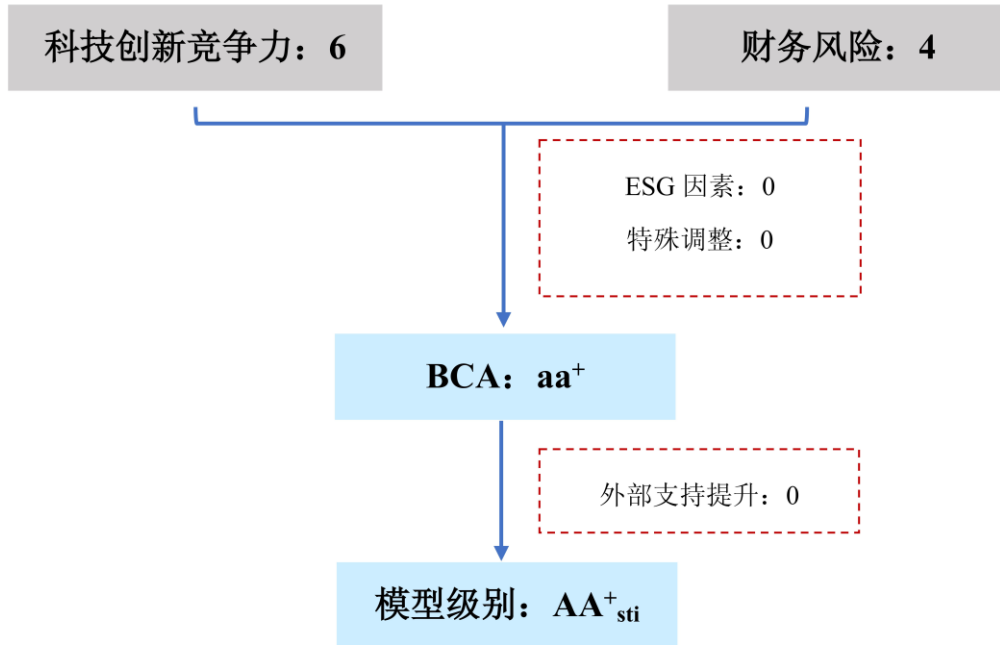 科技创新竞争力：6
财务风险：4
ESG 因素：0
特殊调整：0
BCA：aa⁺
外部支持提升：0
模型级别：AA⁺sti